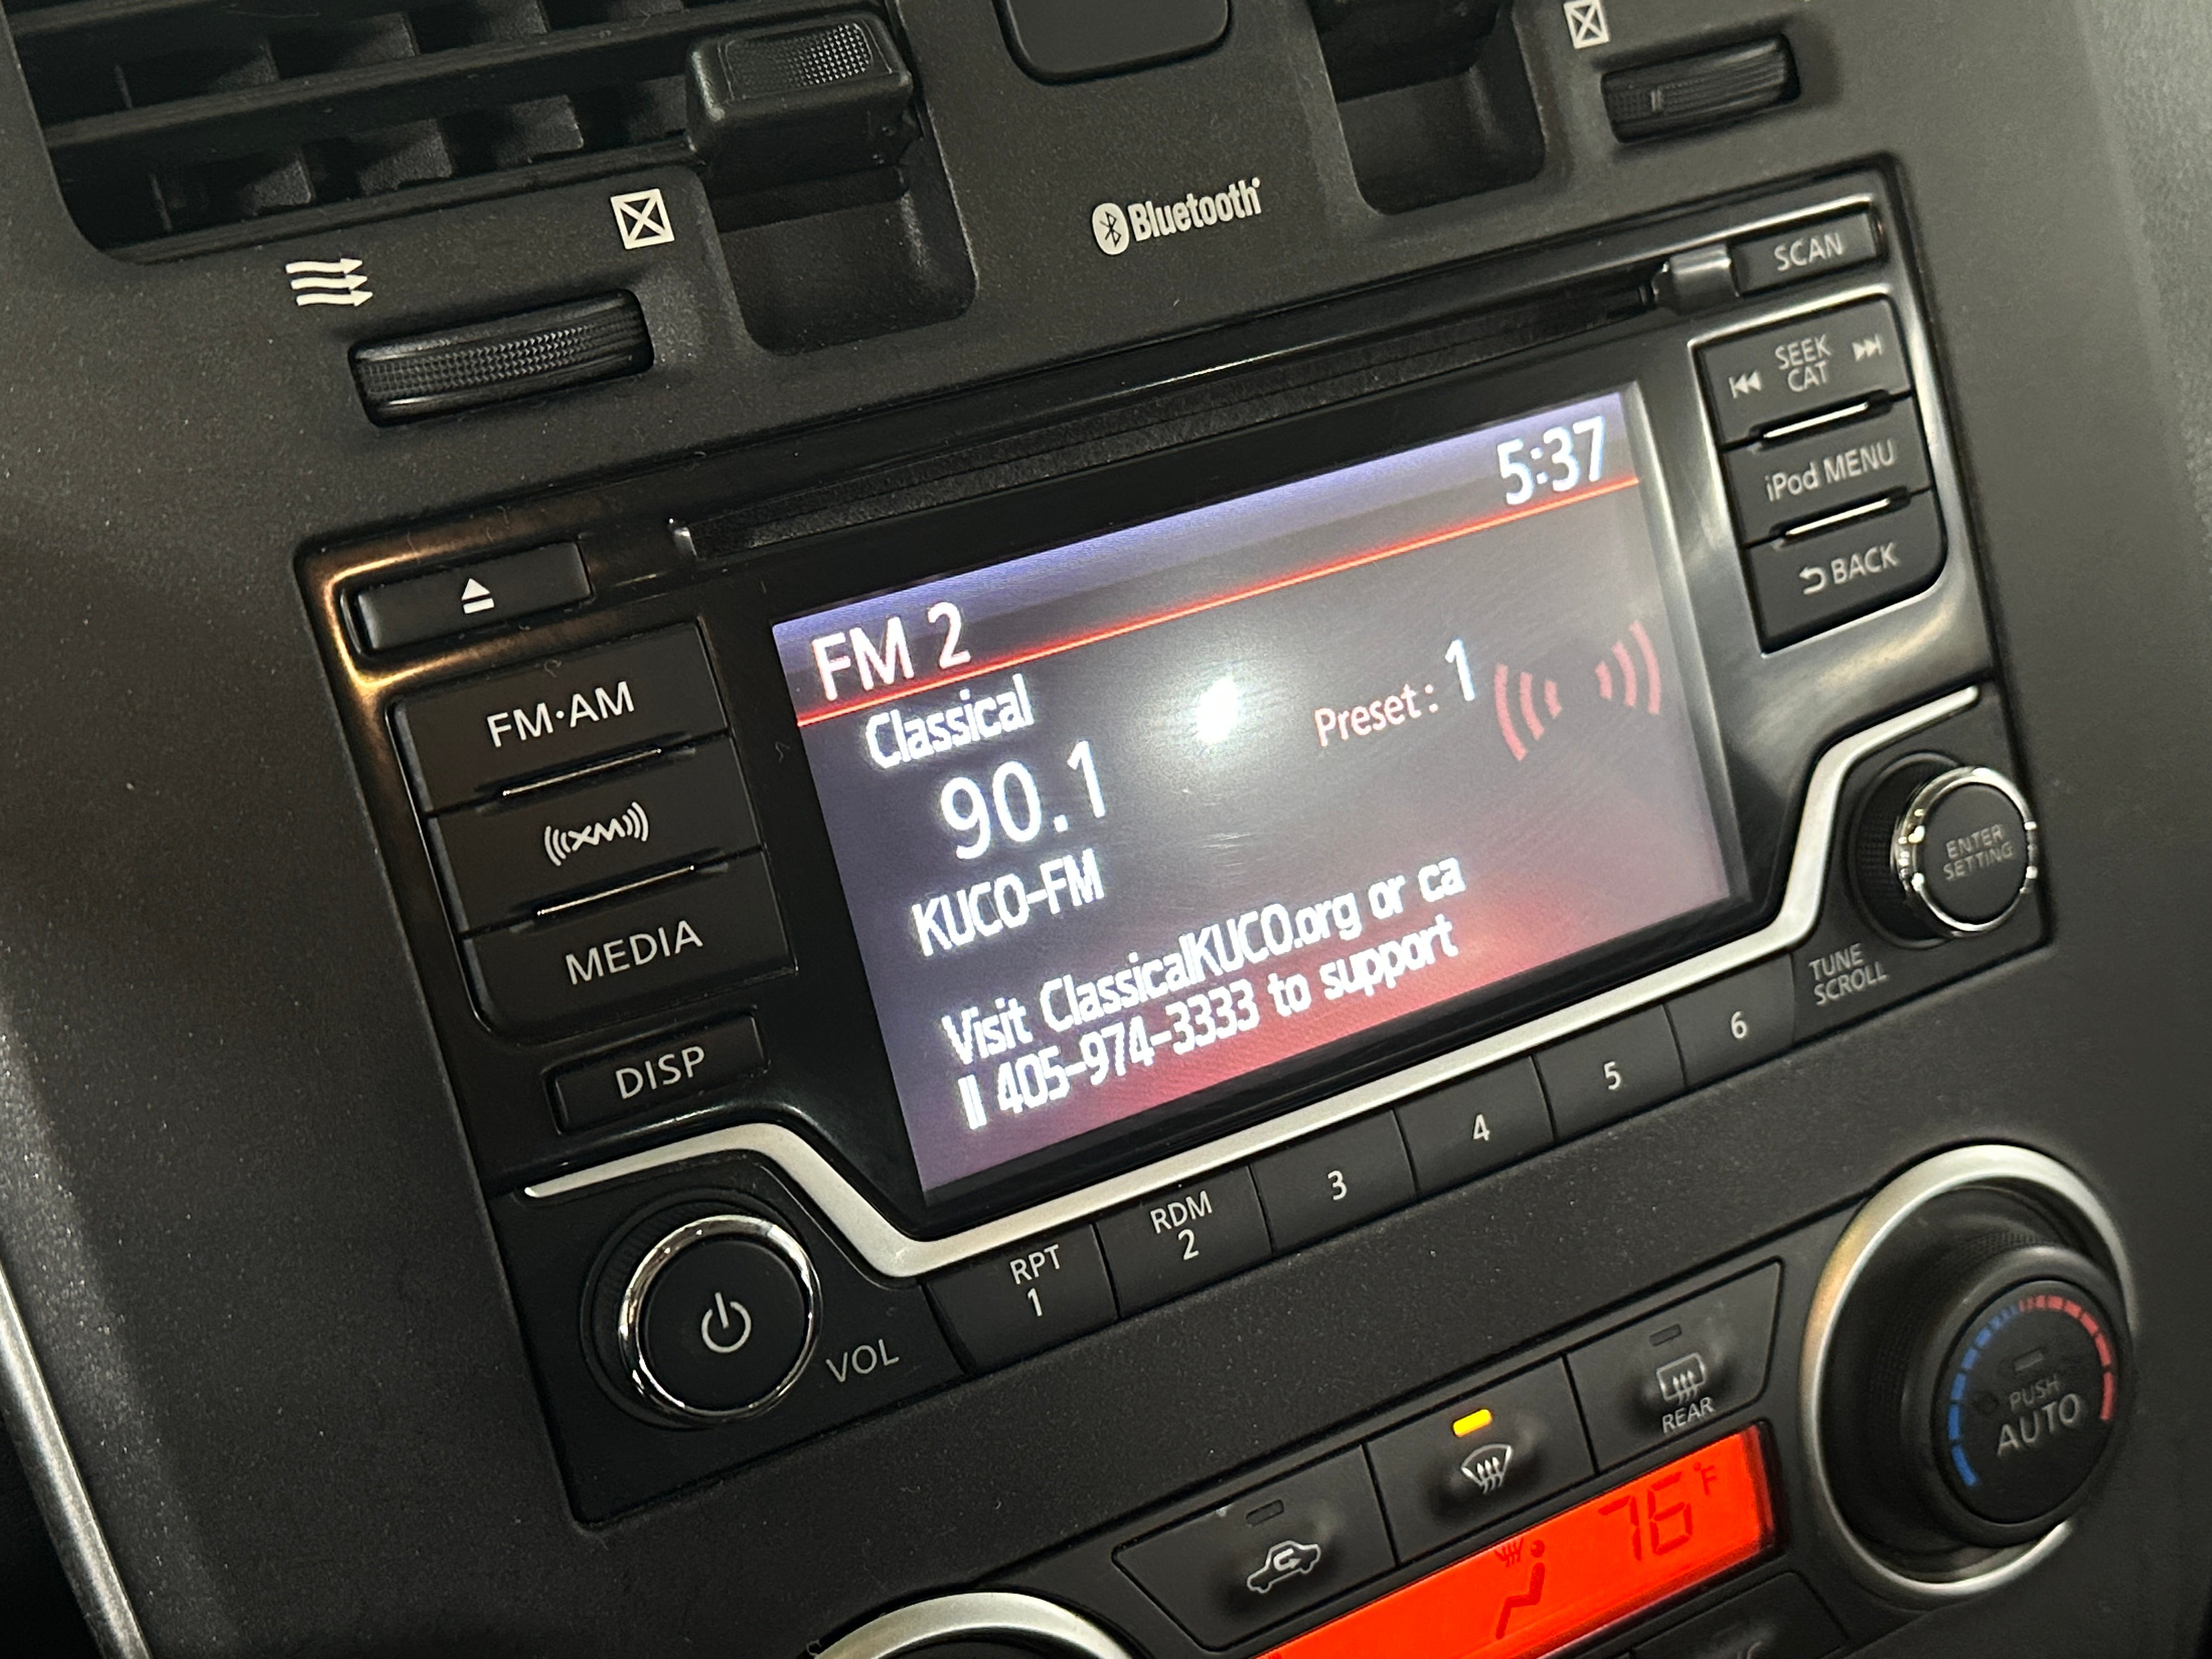 Bluetooth
SCAN
SEEK
CAT
iPod MENU
BACK
FM·AM
XM
MEDIA
DISP
5:37
FM 2
Classical
Preset: 1
90.1
KUCO-FM
Visit ClassicalKUCO.org or ca
ll 405-974-3333 to support
ENTER
SETTING
TUNE
SCROLL
VOL
RPT
1
RDM
2
3
4
5
6
REAR
76°F
PUSH
AUTO